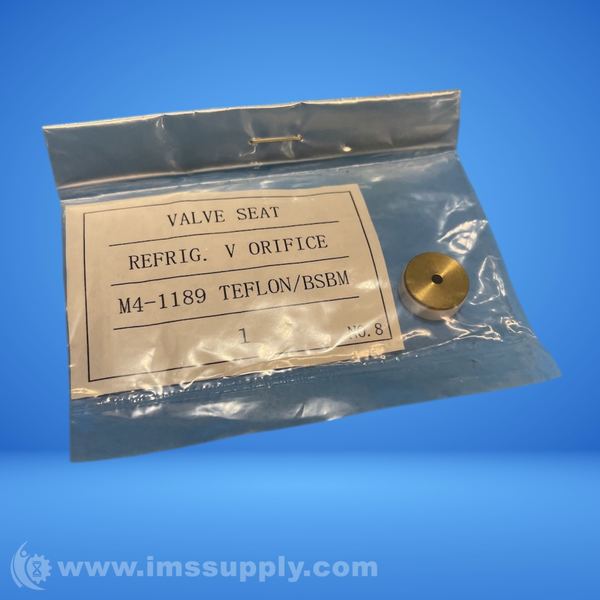 VALVE SEAT
REFRIG. V ORIFICE
M4-1189 TEFLON/BSBM
1
NO.8
www.imssupply.com